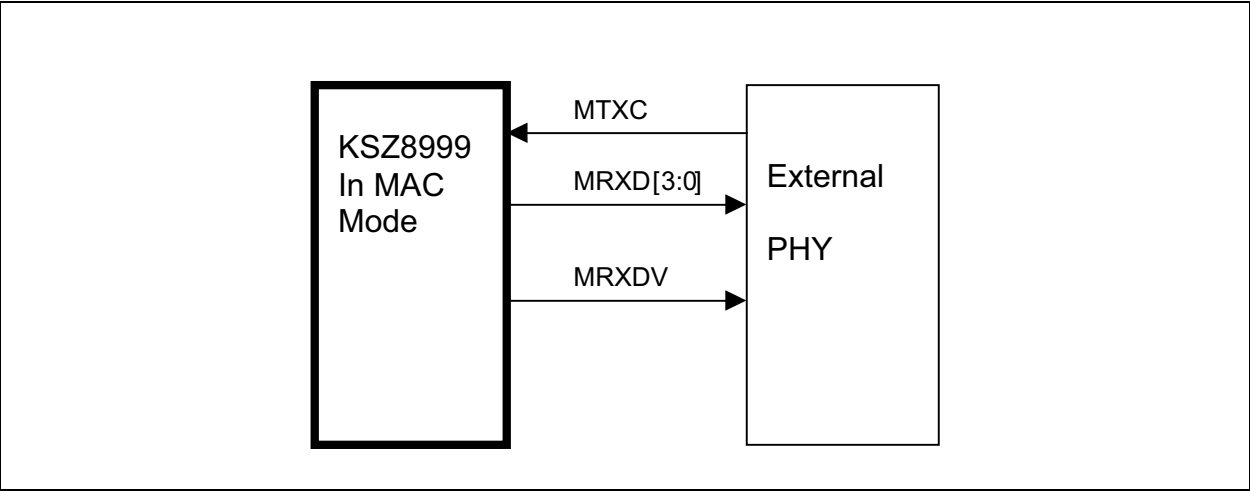 KSZ8999
In MAC
Mode
MTXC
MRXD[3:0]
MRXDV
External
PHY